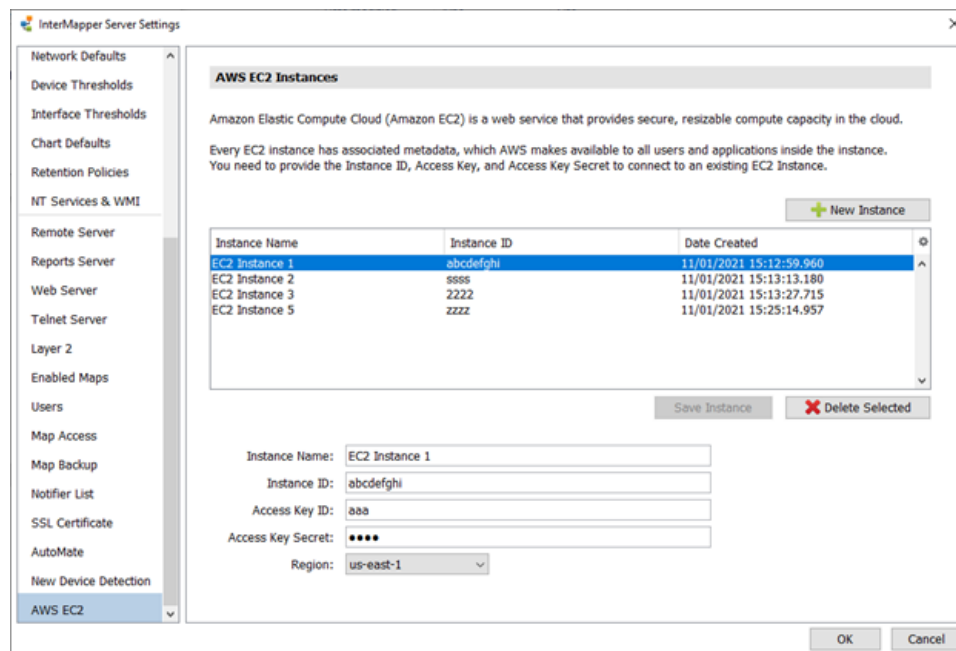 InterMapper Server Settings
Network Defaults
Device Thresholds
Interface Thresholds
Chart Defaults
Retention Policies
NT Services & WMI
Remote Server
Reports Server
Web Server
Telnet Server
Layer 2
Enabled Maps
Users
Map Access
Map Backup
Notifier List
SSL Certificate
AutoMate
New Device Detection
AWS EC2
AWS EC2 Instances
Amazon Elastic Compute Cloud (Amazon EC2) is a web service that provides secure, resizable compute capacity in the cloud.
Every EC2 instance has associated metadata, which AWS makes available to all users and applications inside the instance.
You need to provide the Instance ID, Access Key, and Access Key Secret to connect to an existing EC2 Instance.
New Instance
Instance Name Instance ID Date Created
EC2 Instance 1 abcdefghi 11/01/2021 15:12:59.960
EC2 Instance 2 ssss 11/01/2021 15:13:13.180
EC2 Instance 3 2222 11/01/2021 15:13:27.715
EC2 Instance 5 zzzz 11/01/2021 15:25:14.957
Save Instance Delete Selected
Instance Name: EC2 Instance 1
Instance ID: abcdefghi
Access Key ID: aaa
Access Key Secret: ●●●●
Region: us-east-1
OK Cancel